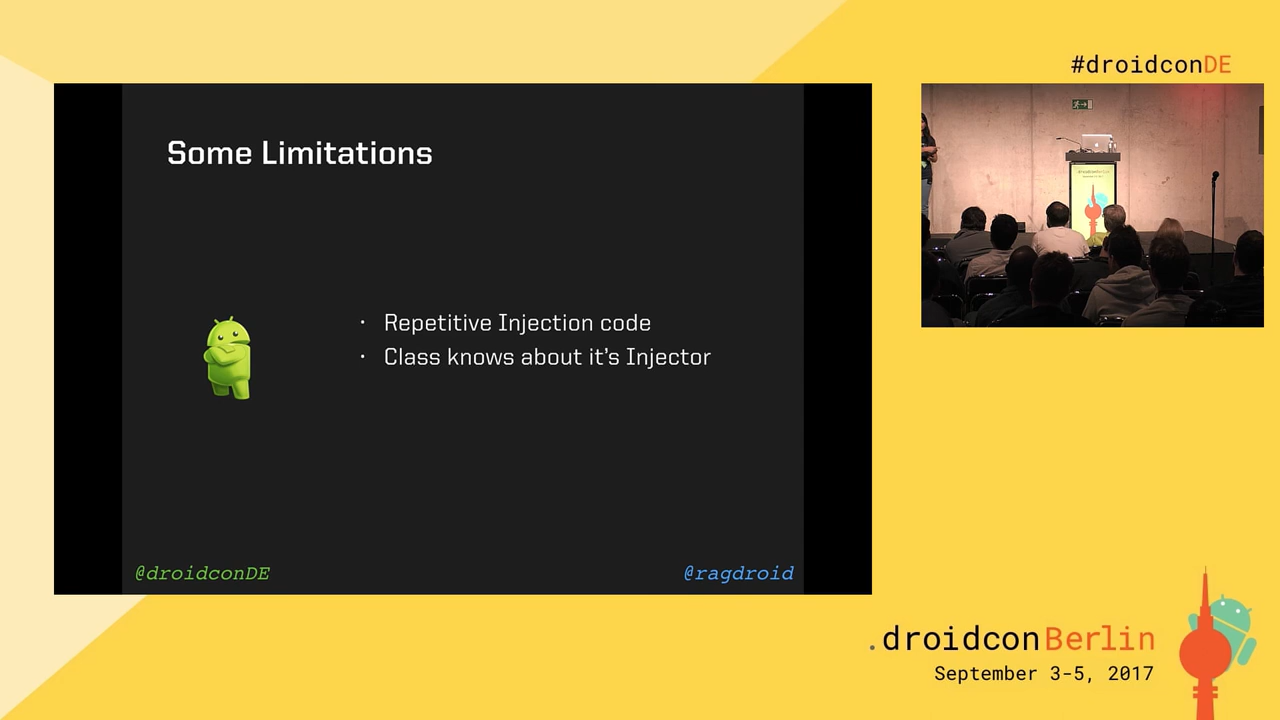 #droidconDE
Some Limitations
· Repetitive Injection code
· Class knows about it's Injector
@droidconDE
@ragdroid
.droidconBerlin
September 3-5, 2017